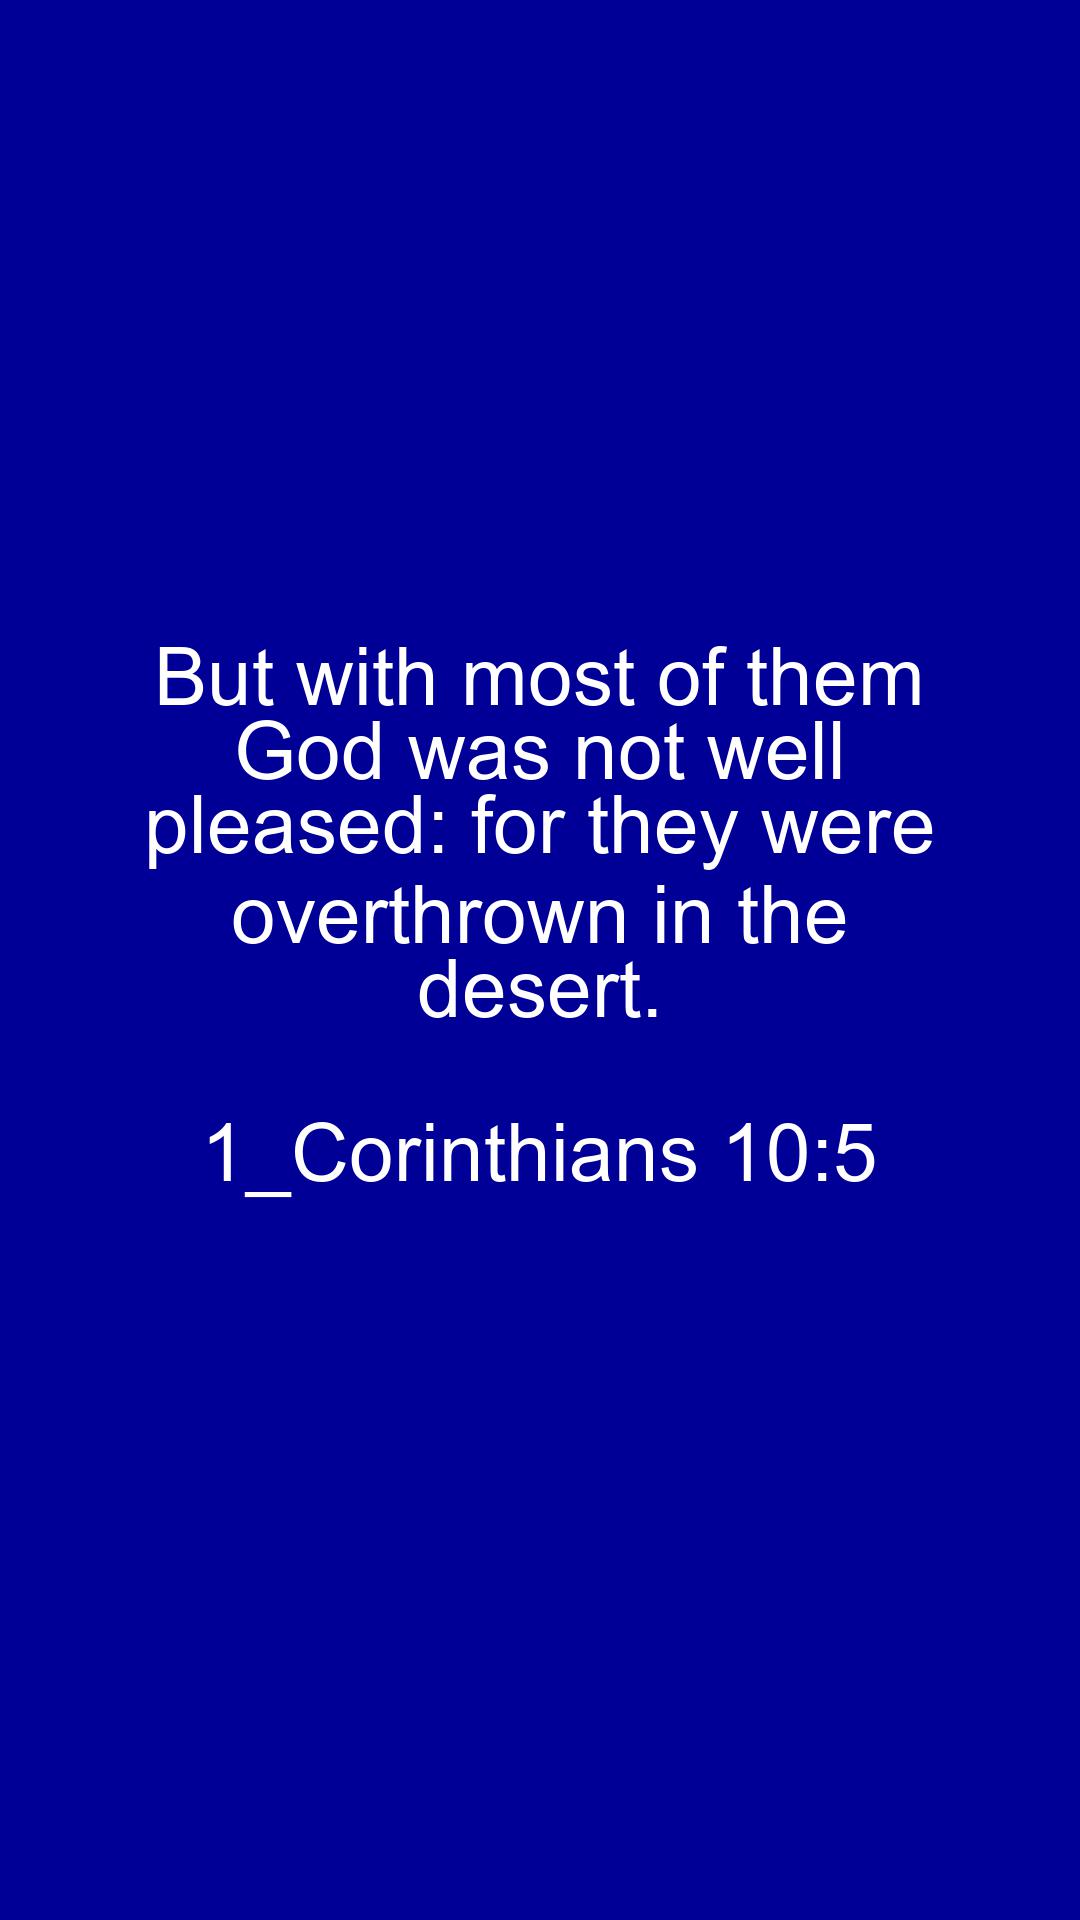 But with most of them
God was not well
pleased: for they were
overthrown in the
desert.
1_Corinthians 10:5